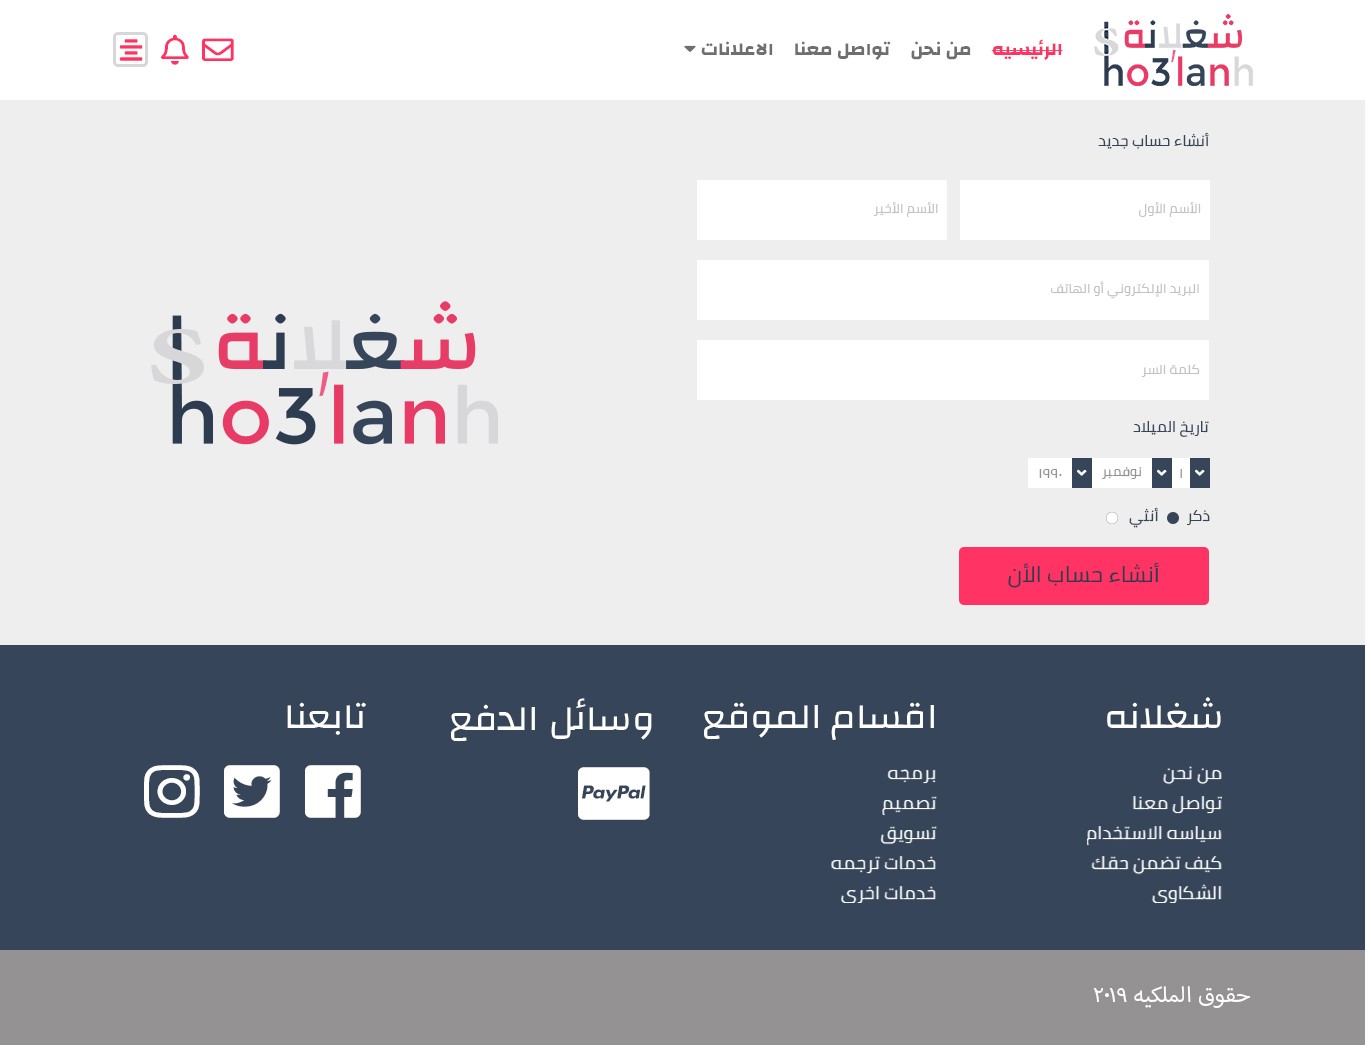 شغلانة
Sho3'lanh
الرئيسيه
من نحن
تواصل معنا
الاعلانات
أنشاء حساب جديد
الأسم الأول
الأسم الأخير
البريد الإلكتروني أو الهاتف
كلمة السر
تاريخ الميلاد
١ نوفمبر ١٩٩٠
ذكر أنثي
أنشاء حساب الأن
شغلانة
Sho3'lanh
شغلانه
من نحن
تواصل معنا
سياسه الاستخدام
كيف تضمن حقك
الشكاوى
اقسام الموقع
برمجه
تصميم
تسويق
خدمات ترجمه
خدمات اخرى
وسائل الدفع
PayPal
تابعنا
حقوق الملكيه ٢٠١٩